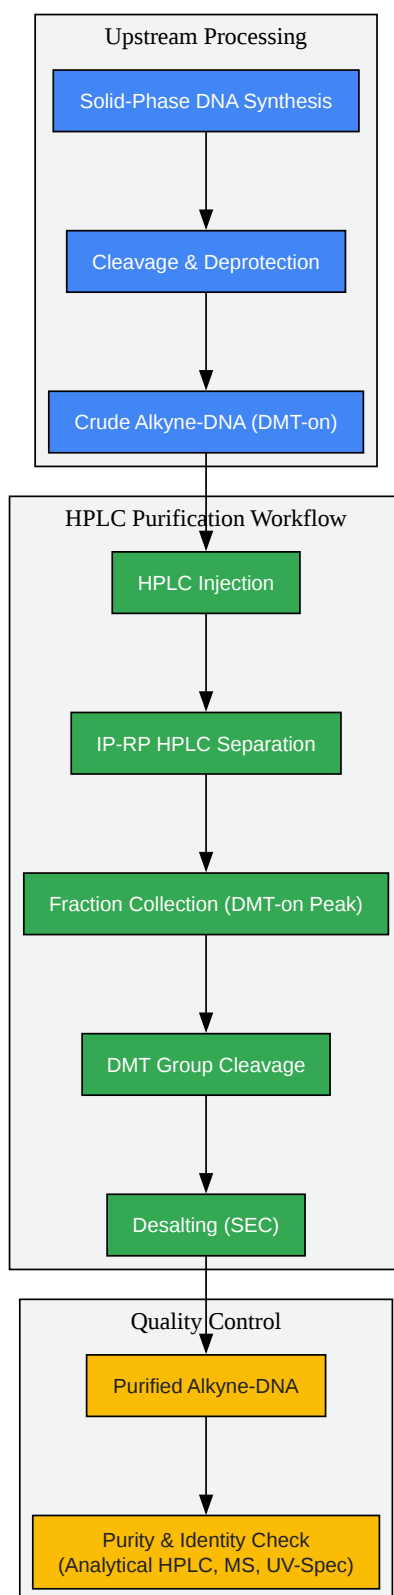 Upstream Processing
Solid-Phase DNA Synthesis
Cleavage & Deprotection
Crude Alkyne-DNA (DMT-on)
HPLC Purification Workflow
HPLC Injection
IP-RP HPLC Separation
Fraction Collection (DMT-on Peak)
DMT Group Cleavage
Desalting (SEC)
Quality Control
Purified Alkyne-DNA
Purity & Identity Check
(Analytical HPLC, MS, UV-Spec)